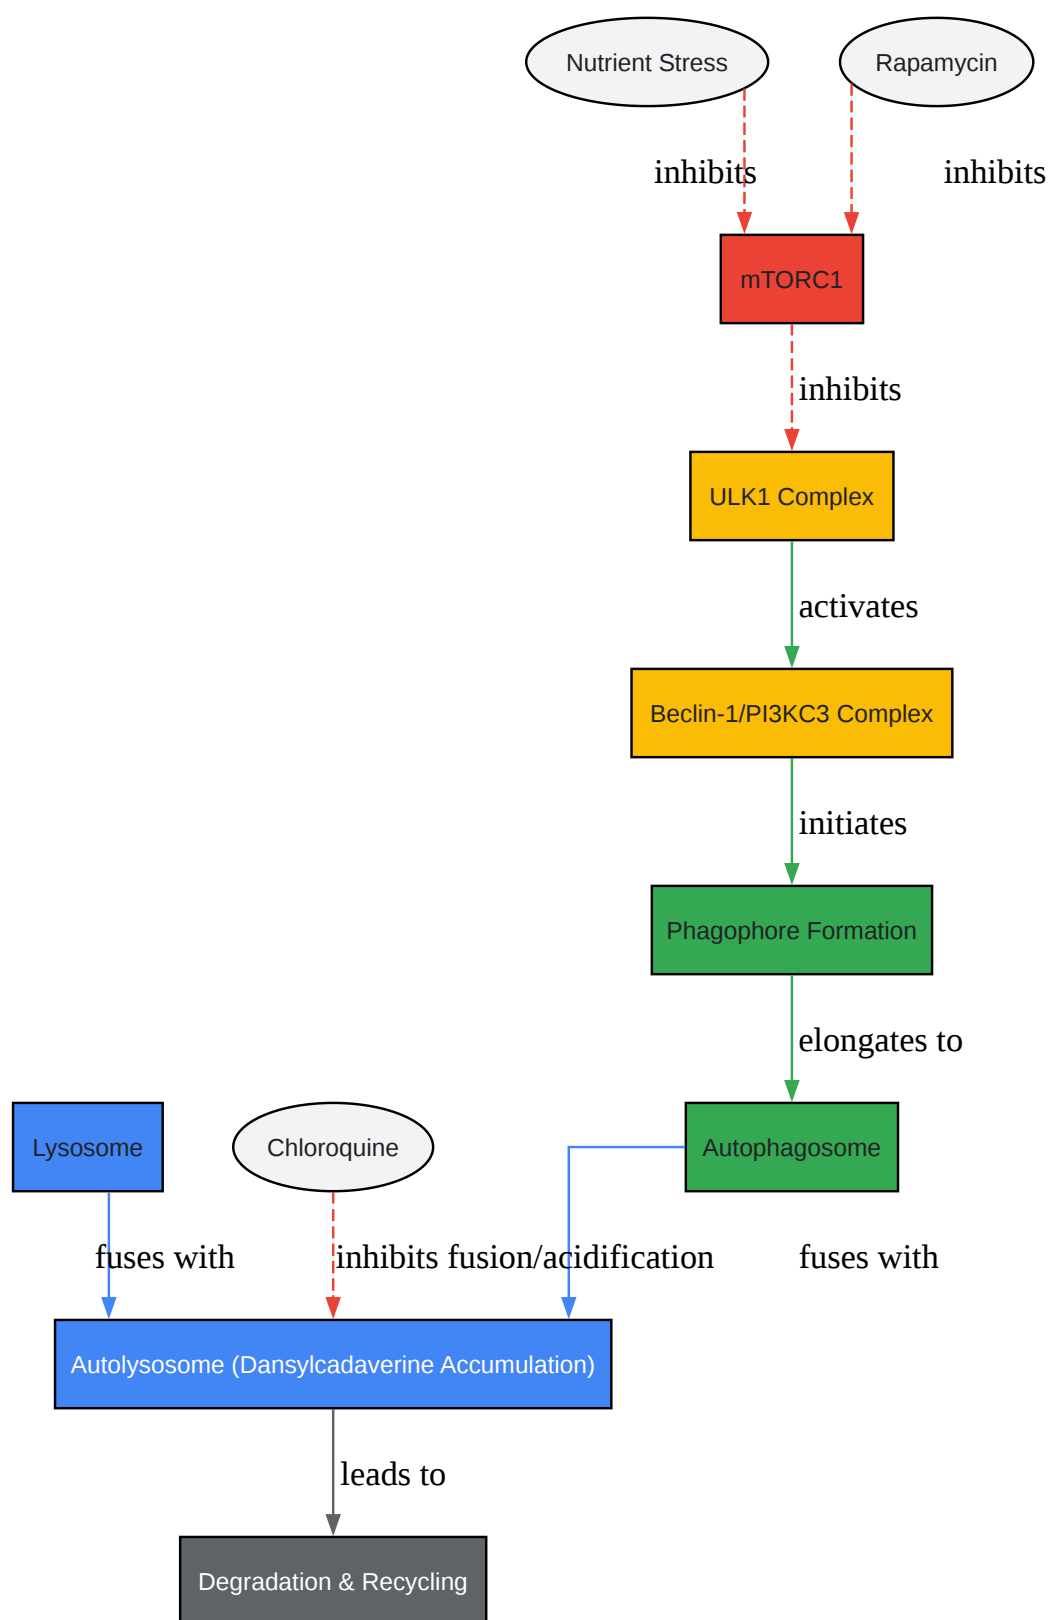 Nutrient Stress
Rapamycin
inhibits
inhibits
mTORC1
inhibits
ULK1 Complex
activates
Beclin-1/PI3KC3 Complex
initiates
Phagophore Formation
elongates to
Lysosome
Chloroquine
Autophagosome
fuses with
inhibits fusion/acidification
fuses with
Autolysosome (Dansylcadaverine Accumulation)
leads to
Degradation & Recycling